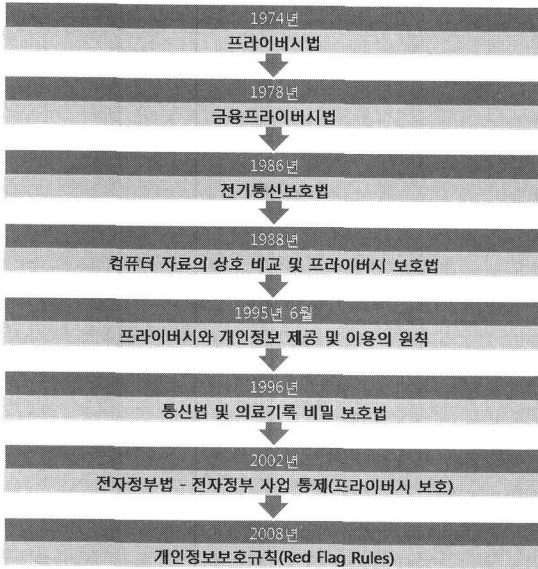 1974년
프라이버시법
1978년
금융프라이버시법
1986년
전기통신보호법
1988년
컴퓨터 자료의 상호 비교 및 프라이버시 보호법
1995년 6월
프라이버시와 개인정보 제공 및 이용의 원칙
1996년
통신법 및 의료기록 비밀 보호법
2002년
전자정부법 - 전자정부 사업 통제(프라이버시 보호)
2008년
개인정보보호규칙(Red Flag Rules)